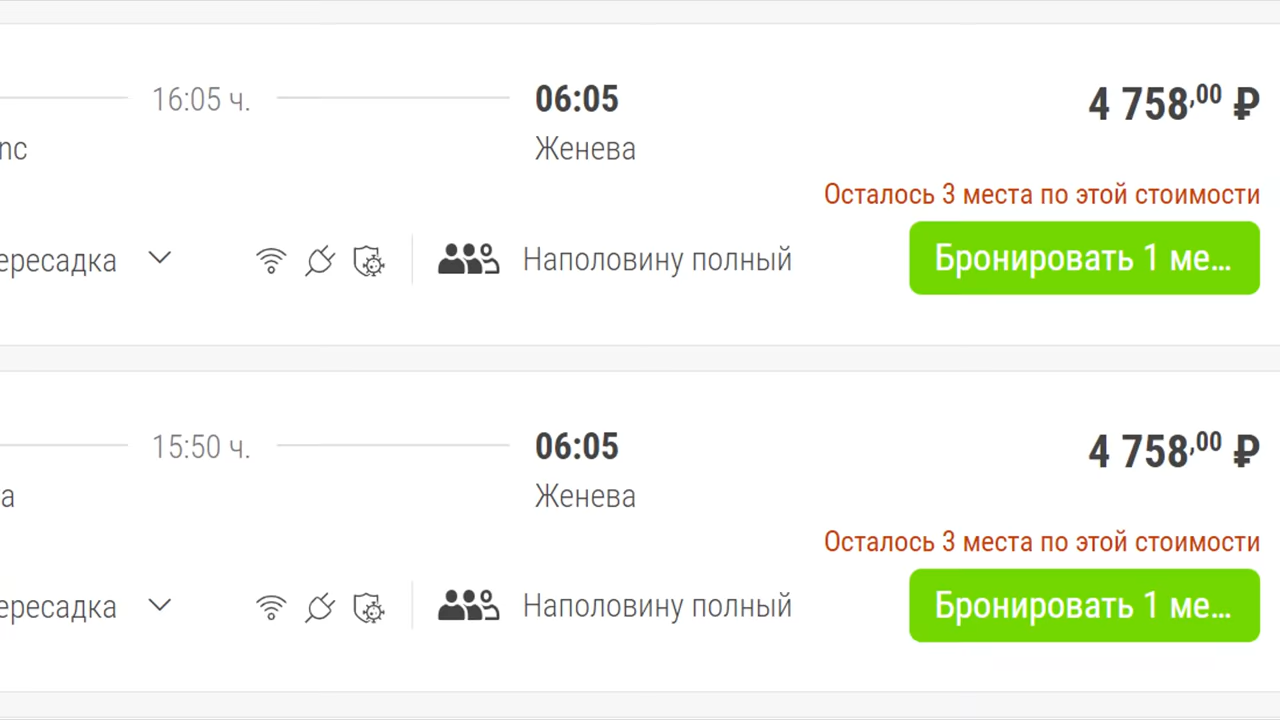 16:05 ч. 06:05 4 758,00 ₽
nc Женева
Осталось 3 места по этой стоимости
ересадка Наполовину полный Бронировать 1 ме...
15:50 ч. 06:05 4 758,00 ₽
а Женева
Осталось 3 места по этой стоимости
ересадка Наполовину полный Бронировать 1 ме...